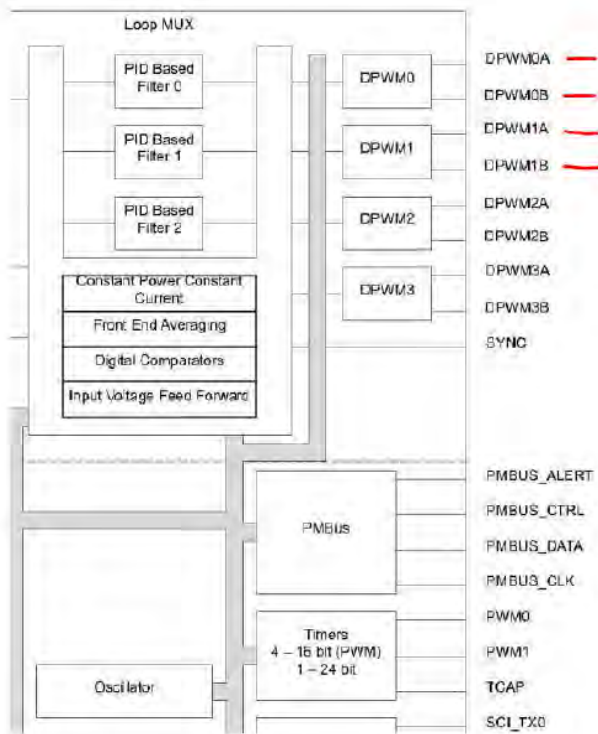 Loop MUX
PID Based
Filter 0
PID Based
Filter 1
PID Based
Filter 2
Constant Power Constant
Current
Front End Averaging
Digital Comparators
Input Voltage Feed Forward
DPWM0
DPWM1
DPWM2
DPWM3
DPWM0A
DPWM0B
DPWM1A
DPWM1B
DPWM2A
DPWM2B
DPWM3A
DPWM3B
SYNC
PMBus
PMBUS_ALERT
PMBUS_CTRL
PMBUS_DATA
PMBUS_CLK
Timers
4 – 16 bit (PWM)
1 – 24 bit
PWM0
PWM1
TCAP
Oscillator
SCI_TX0